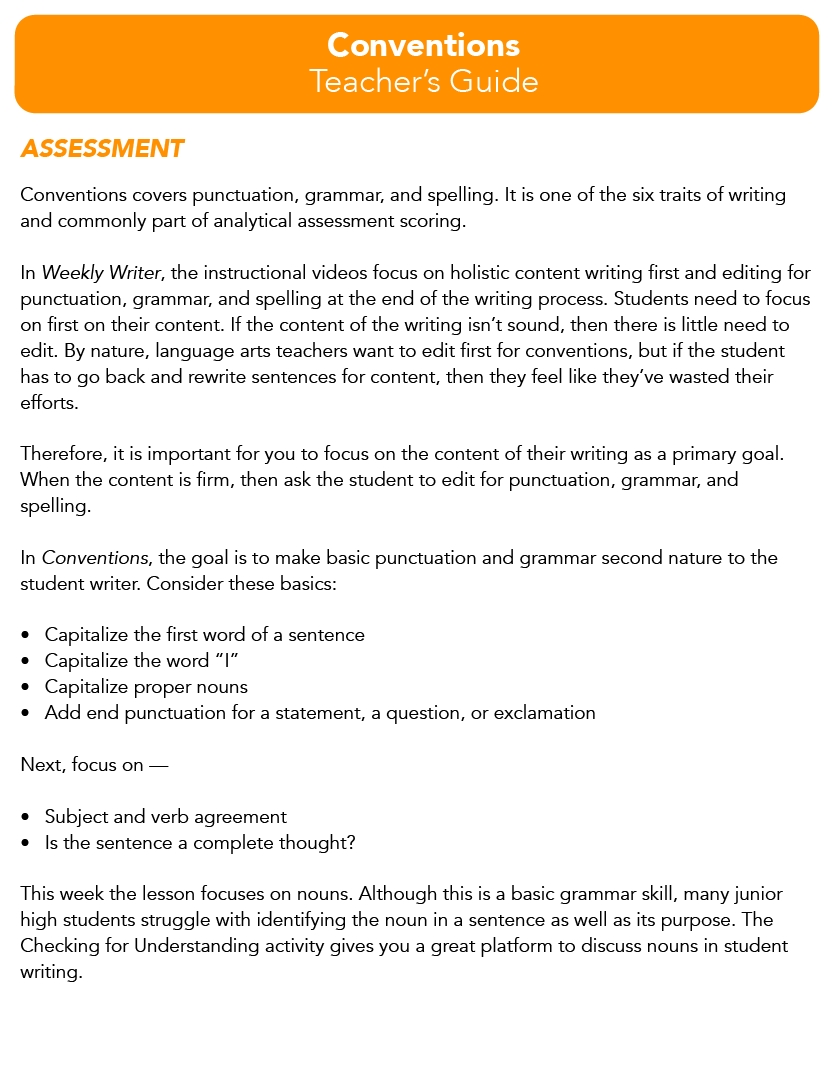 Conventions
Teacher’s Guide
ASSESSMENT
Conventions covers punctuation, grammar, and spelling. It is one of the six traits of writing
and commonly part of analytical assessment scoring.
In Weekly Writer, the instructional videos focus on holistic content writing first and editing for
punctuation, grammar, and spelling at the end of the writing process. Students need to focus
on first on their content. If the content of the writing isn’t sound, then there is little need to
edit. By nature, language arts teachers want to edit first for conventions, but if the student
has to go back and rewrite sentences for content, then they feel like they’ve wasted their
efforts.
Therefore, it is important for you to focus on the content of their writing as a primary goal.
When the content is firm, then ask the student to edit for punctuation, grammar, and
spelling.
In Conventions, the goal is to make basic punctuation and grammar second nature to the
student writer. Consider these basics:
• Capitalize the first word of a sentence
• Capitalize the word “I”
• Capitalize proper nouns
• Add end punctuation for a statement, a question, or exclamation
Next, focus on —
• Subject and verb agreement
• Is the sentence a complete thought?
This week the lesson focuses on nouns. Although this is a basic grammar skill, many junior
high students struggle with identifying the noun in a sentence as well as its purpose. The
Checking for Understanding activity gives you a great platform to discuss nouns in student
writing.